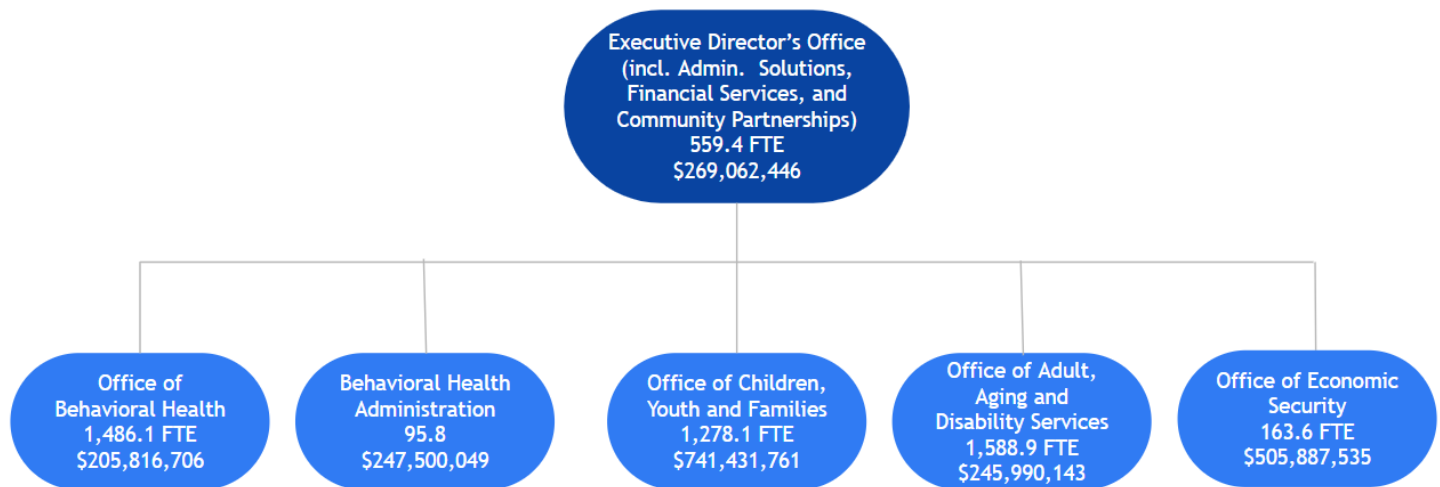 Executive Director's Office
(incl. Admin. Solutions,
Financial Services, and
Community Partnerships)
559.4 FTE
$269,062,446
Office of
Behavioral Health
1,486.1 FTE
$205,816,706
Behavioral Health
Administration
95.8
$247,500,049
Office of Children,
Youth and Families
1,278.1 FTE
$741,431,761
Office of Adult,
Aging and
Disability Services
1,588.9 FTE
$245,990,143
Office of Economic
Security
163.6 FTE
$505,887,535